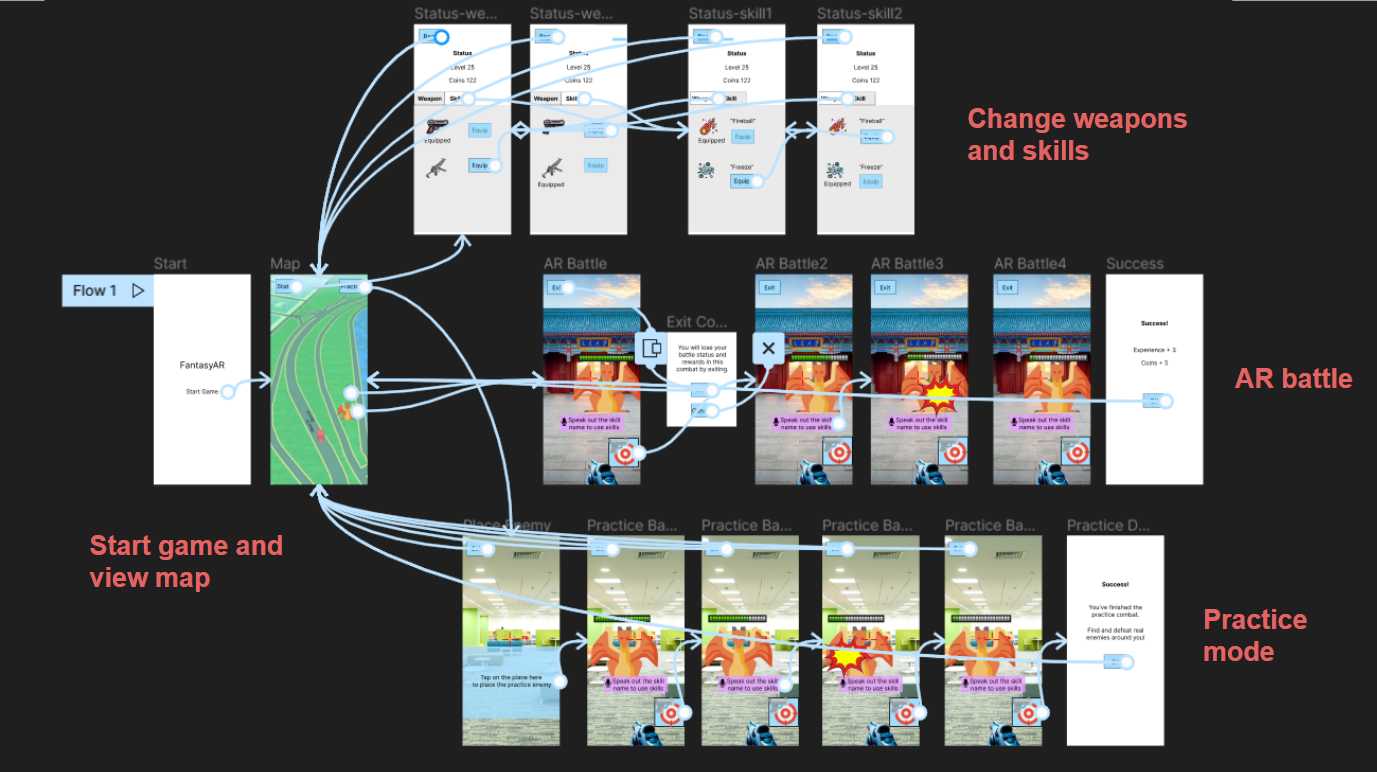 Status-we...
Status-we...
Status-skill1
Status-skill2
Status
Level 25
Coins 122
Weapon
Equipped
Equip
Equip
Status
Level 25
Coins 122
Weapon
Skill
Equip
Equipped
Status
Level 25
Coins 122
Skill
"Fireball"
Equipped
Equip
"Freeze"
Equip
Status
Level 25
Coins 122
Skill
"Fireball"
Equip
"Freeze"
Equipped
Equip
Change weapons
and skills
Flow 1
Start
FantasyAR
Start Game
Map
AR Battle
Speak out the skill
name to use skills
Exit Co...
You will lose your
battle status and
rewards in this
combat by exiting.
AR Battle2
Exit
Speak out the skill
name to use skills
AR Battle3
Exit
Speak out the skill
name to use skills
AR Battle4
Exit
Speak out the skill
name to use skills
Success
Success!
Experience + 3
Coins + 5
AR battle
Start game and
view map
Place Enemy
Tap on the plane here
to place the practice enemy
Practice Ba...
Speak out the skill
name to use skills
Practice Ba...
Speak out the skill
name to use skills
Practice Ba...
Speak out the skill
name to use skills
Practice Ba...
Speak out the skill
name to use skills
Practice D...
Success!
You've finished the
practice combat.
Find and defeat real
enemies around you!
Practice
mode